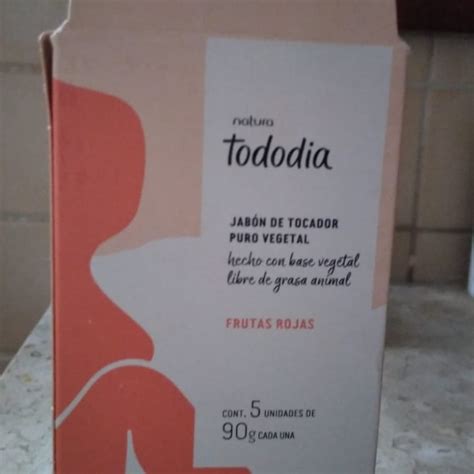 natura
tododia
JABÓN DE TOCADOR
PURO VEGETAL
hecho con base vegetal
libre de grasa animal
FRUTAS ROJAS
CONT. 5 UNIDADES DE
90g CADA UNA